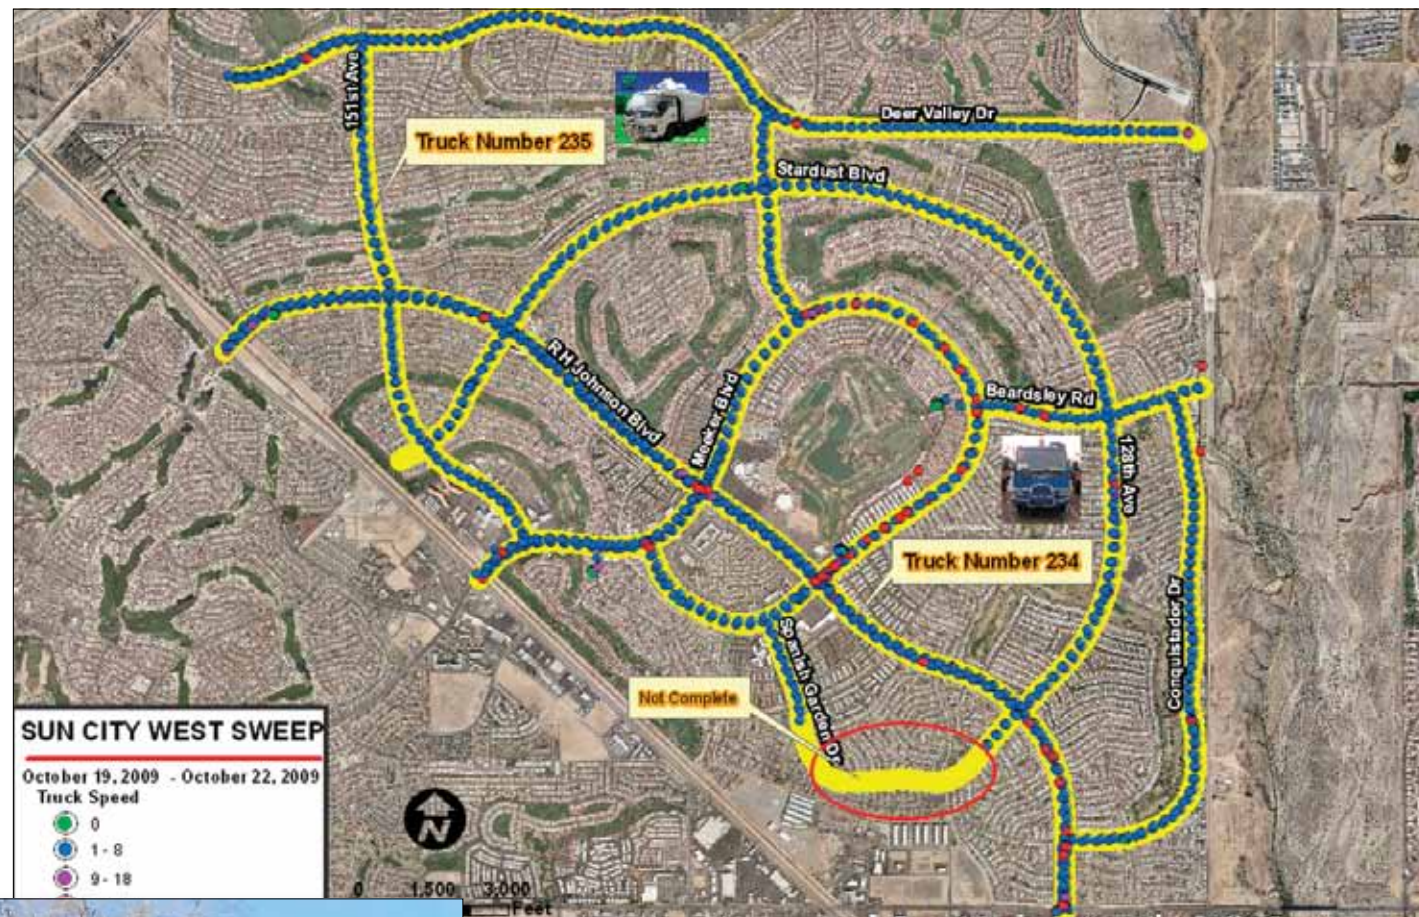 151st Ave
Truck Number 235
Deer Valley Dr
Stardust Blvd
R H Johnson Blvd
Meeker Blvd
Beardsley Rd
128th Ave
Truck Number 234
Spanish Garden Dr
Conquistador Dr
Not Complete
SUN CITY WEST SWEEP
October 19, 2009 - October 22, 2009
Truck Speed
0
1 - 8
9 - 18
N
0 1,500 3,000
Feet